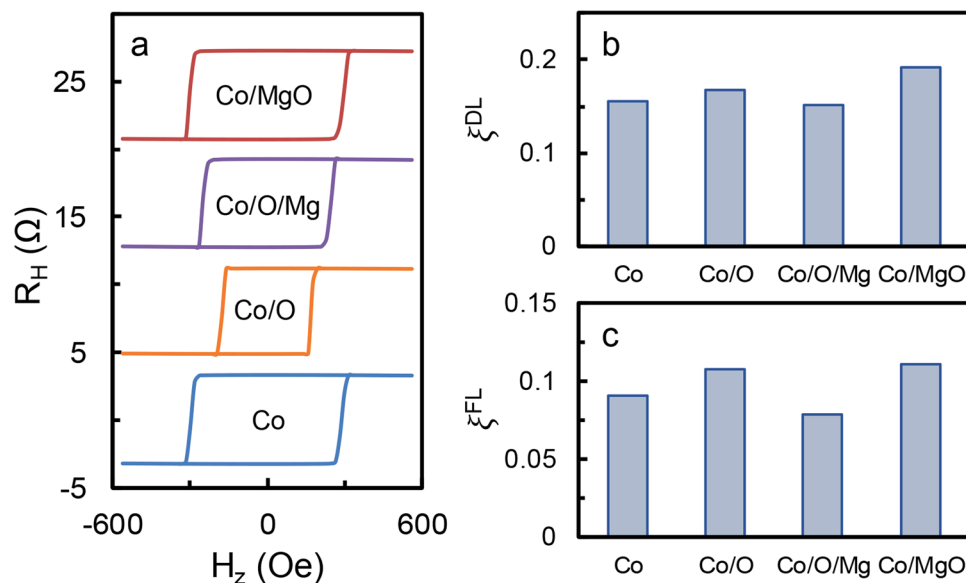 a
R_H (Ω)
25
15
5
-5
Co/MgO
Co/O/Mg
Co/O
Co
-600
0
600
H_z (Oe)
b
ξ^DL
0.2
0.1
0
Co
Co/O
Co/O/Mg
Co/MgO
c
ξ^FL
0.15
0.1
0.05
0
Co
Co/O
Co/O/Mg
Co/MgO